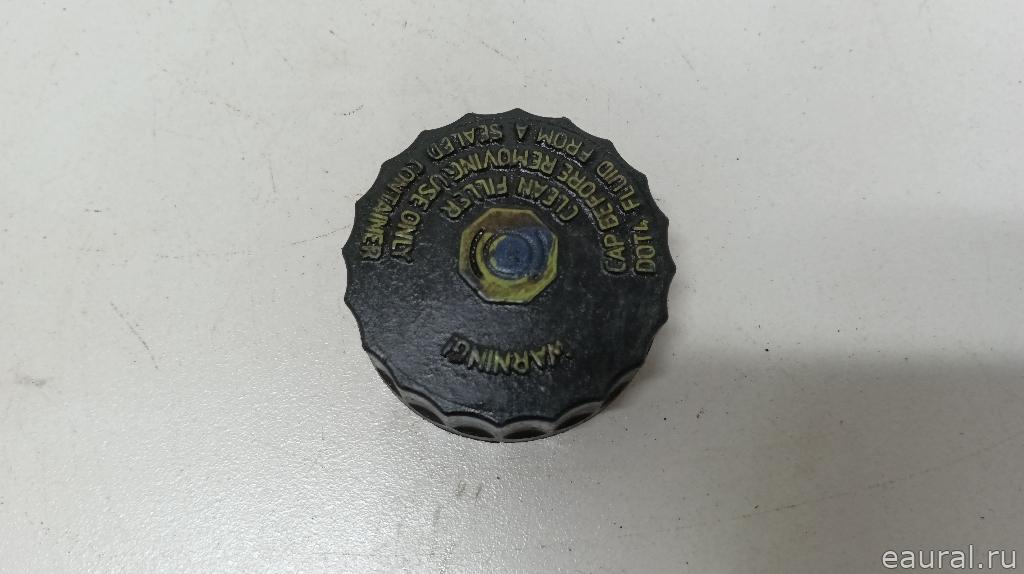 WARNING!
CLEAN FILLER
CAP BEFORE REMOVING USE ONLY
DOT4 FLUID FROM A SEALED CONTAINER
eaural.ru